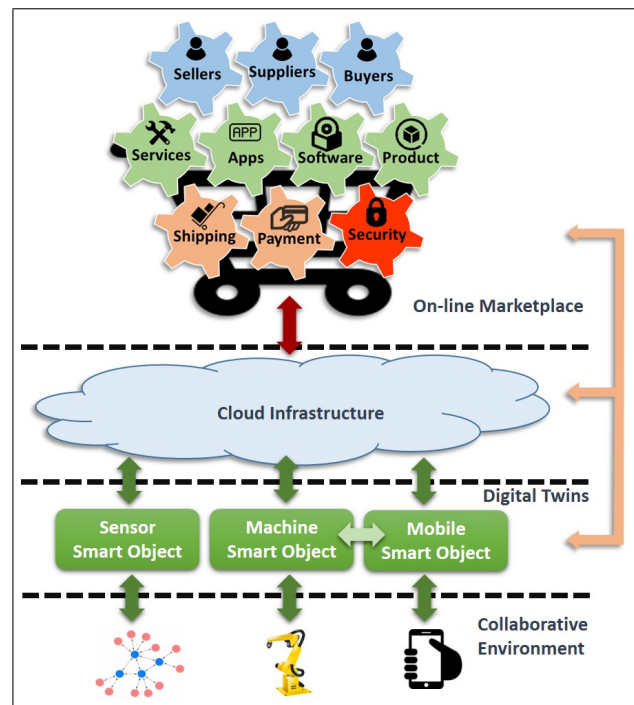 Sellers
Suppliers
Buyers
Services
APP
Apps
Software
Product
Shipping
Payment
Security
On-line Marketplace
Cloud Infrastructure
Digital Twins
Sensor
Smart Object
Machine
Smart Object
Mobile
Smart Object
Collaborative
Environment